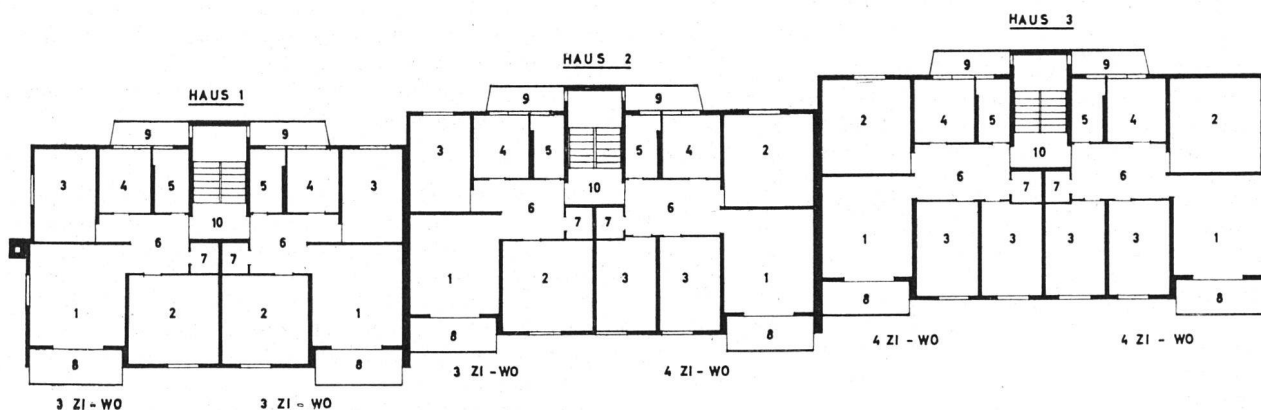 HAUS 1
9 9
3 4 5 5 4 3
10
6 6
7 7
1 2 2 1
8 8
3 ZI - WO 3 ZI - WO
HAUS 2
9 9
3 4 5 5 4 2
10
6 6
7 7
1 2 3 3 1
8 8
3 ZI - WO 4 ZI - WO
HAUS 3
9 9
2 4 5 5 4 2
10
6 6
7 7
1 3 3 3 3 1
8 8
4 ZI - WO 4 ZI - WO